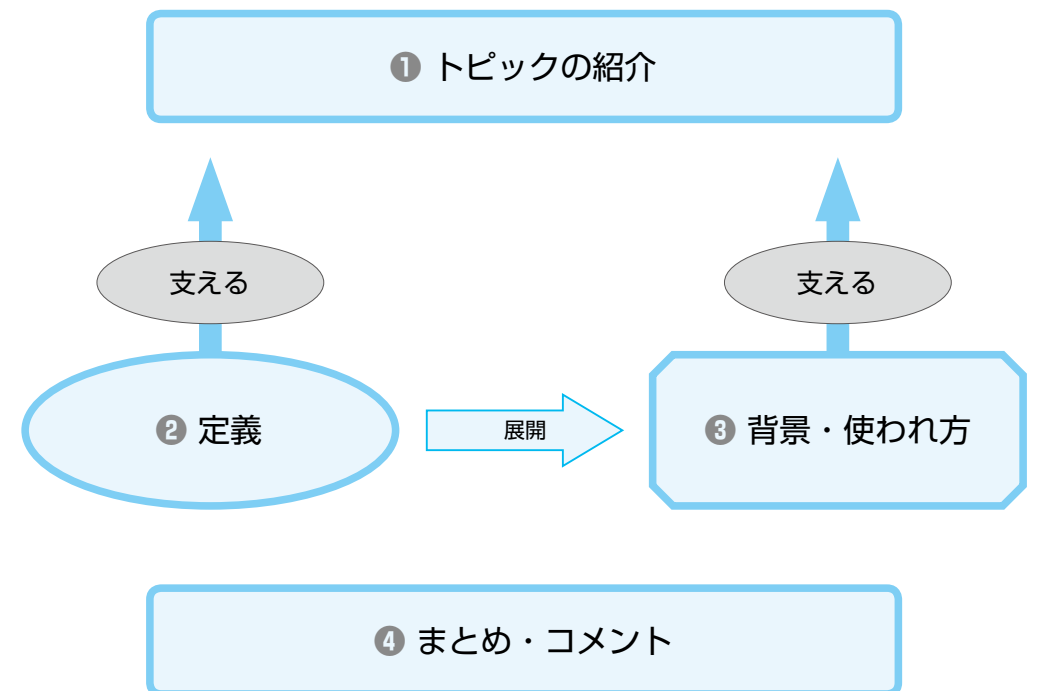 ❶ トピックの紹介
支える
支える
❷ 定義
展開
❸ 背景・使われ方
❹ まとめ・コメント